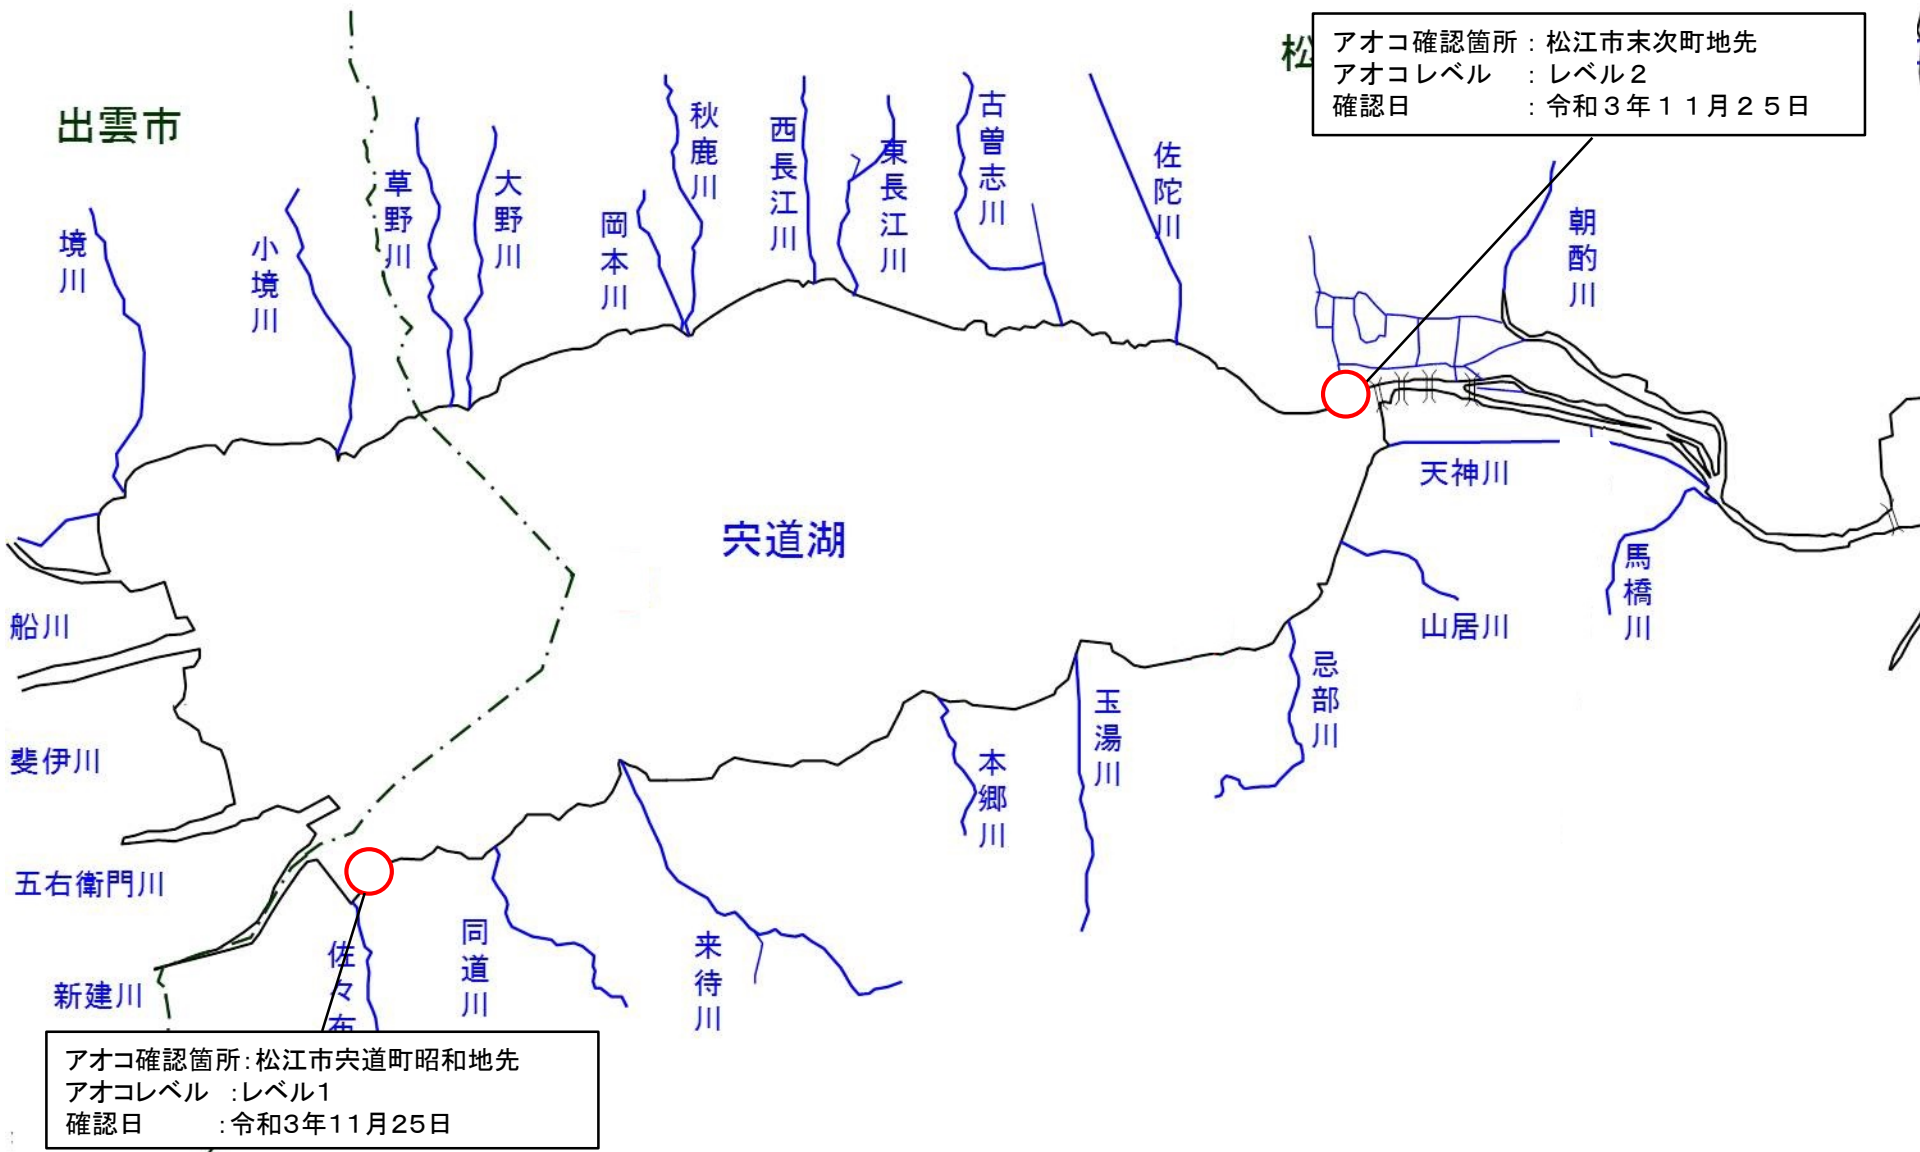 松
アオコ確認箇所：松江市末次町地先
アオコレベル　：レベル２
確認日　　　　：令和３年１１月２５日
出雲市
境川
小境川
草野川
大野川
岡本川
秋鹿川
西長江川
東長江川
古曽志川
佐陀川
朝酌川
宍道湖
天神川
馬橋川
山居川
忌部川
玉湯川
本郷川
来待川
同道川
佐々布
船川
斐伊川
五右衛門川
新建川
アオコ確認箇所:松江市宍道町昭和地先
アオコレベル　:レベル1
確認日　　　:令和3年11月25日